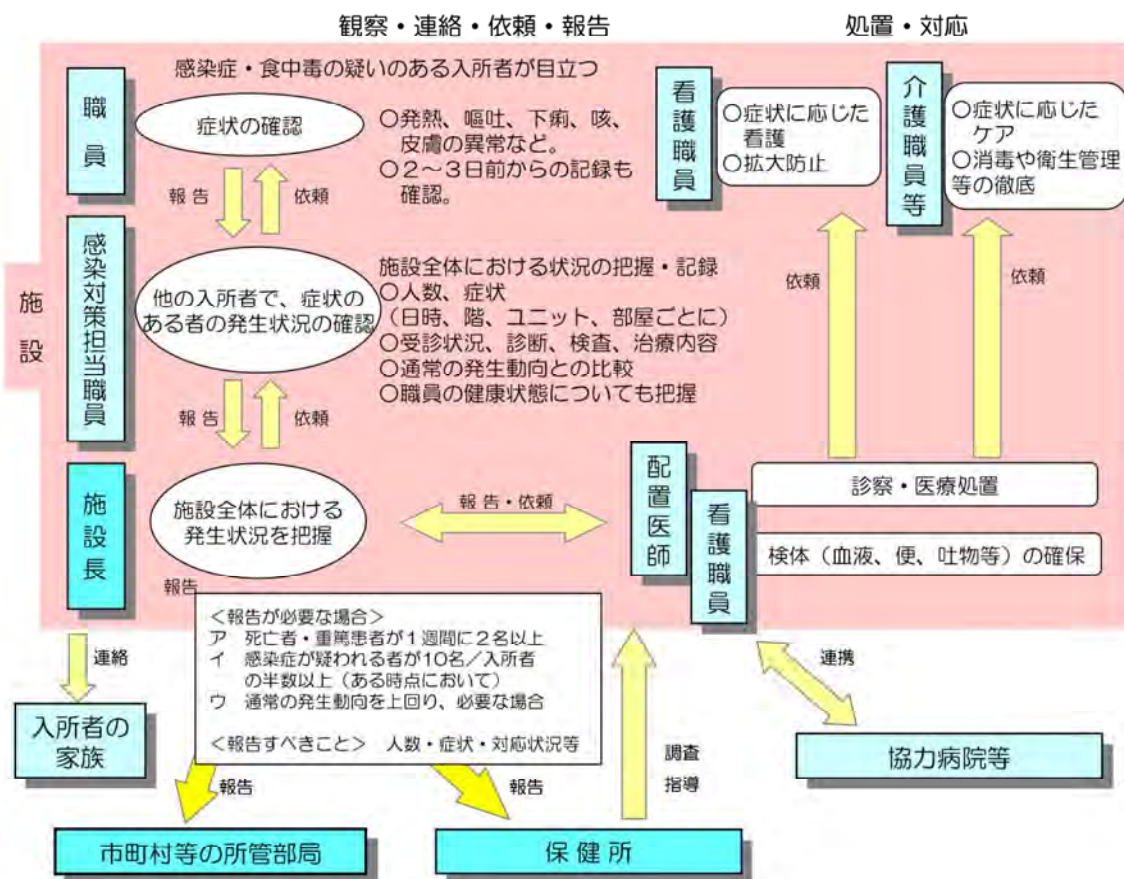 観察・連絡・依頼・報告
処置・対応
施設
職員
感染症・食中毒の疑いのある入所者が目立つ
症状の確認
○発熱、嘔吐、下痢、咳、
皮膚の異常など。
○２～３日前からの記録も
確認。
報告
依頼
感染対策担当職員
他の入所者で、症状の
ある者の発生状況の確認
施設全体における状況の把握・記録
○人数、症状
（日時、階、ユニット、部屋ごとに）
○受診状況、診断、検査、治療内容
○通常の発生動向との比較
○職員の健康状態についても把握
報告
依頼
施設長
施設全体における
発生状況を把握
報告・依頼
報告
看護職員
○症状に応じた
看護
○拡大防止
介護職員等
○症状に応じた
ケア
○消毒や衛生管理
等の徹底
依頼
依頼
配置医師
看護職員
診察・医療処置
検体（血液、便、吐物等）の確保
＜報告が必要な場合＞
ア　死亡者・重篤患者が１週間に２名以上
イ　感染症が疑われる者が10名／入所者
の半数以上（ある時点において）
ウ　通常の発生動向を上回り、必要な場合
＜報告すべきこと＞　人数・症状・対応状況等
連絡
入所者の
家族
報告
報告
調査
指導
連携
協力病院等
市町村等の所管部局
保健所